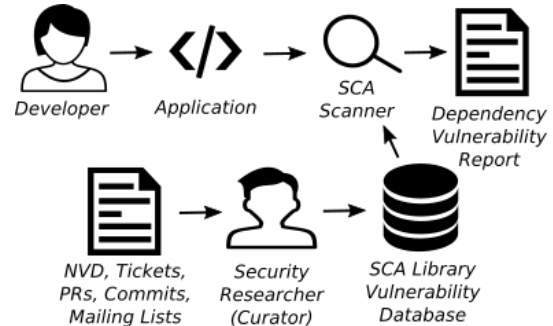 Developer
Application
SCA
Scanner
Dependency
Vulnerability
Report
NVD, Tickets,
PRs, Commits,
Mailing Lists
Security
Researcher
(Curator)
SCA Library
Vulnerability
Database